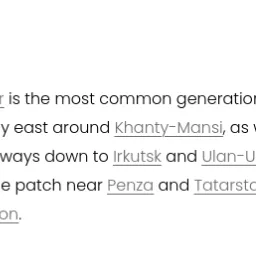 r is the most common generation
y east around Khanty-Mansi, as
ways down to Irkutsk and Ulan-U
e patch near Penza and Tatarsta
on.